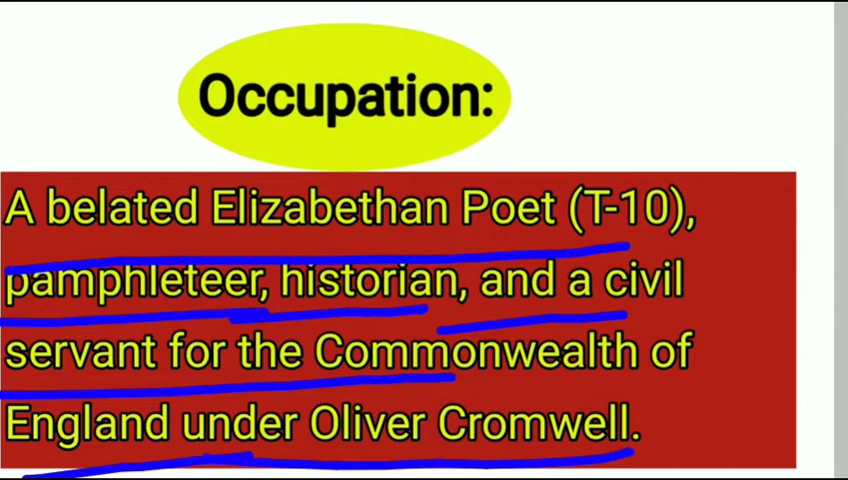 Occupation:
A belated Elizabethan Poet (T-10),
pamphleteer, historian, and a civil
servant for the Commonwealth of
England under Oliver Cromwell.